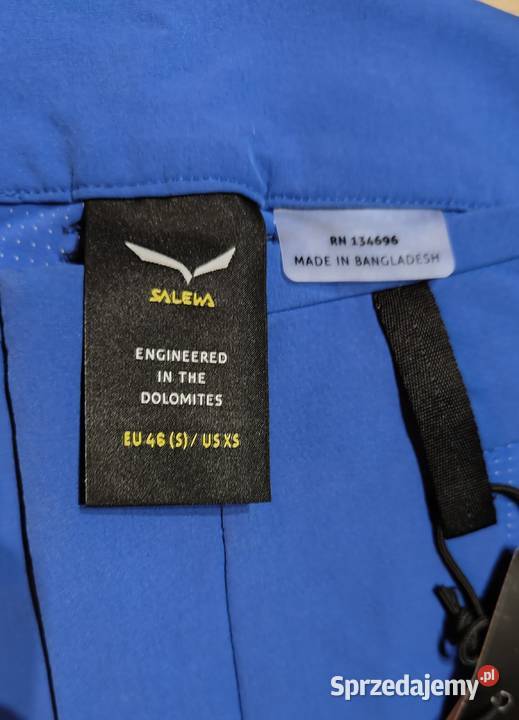 SALEWA
ENGINEERED
IN THE
DOLOMITES
EU 46 (S) / US XS
RN 134696
MADE IN BANGLADESH
Sprzedajemy.pl